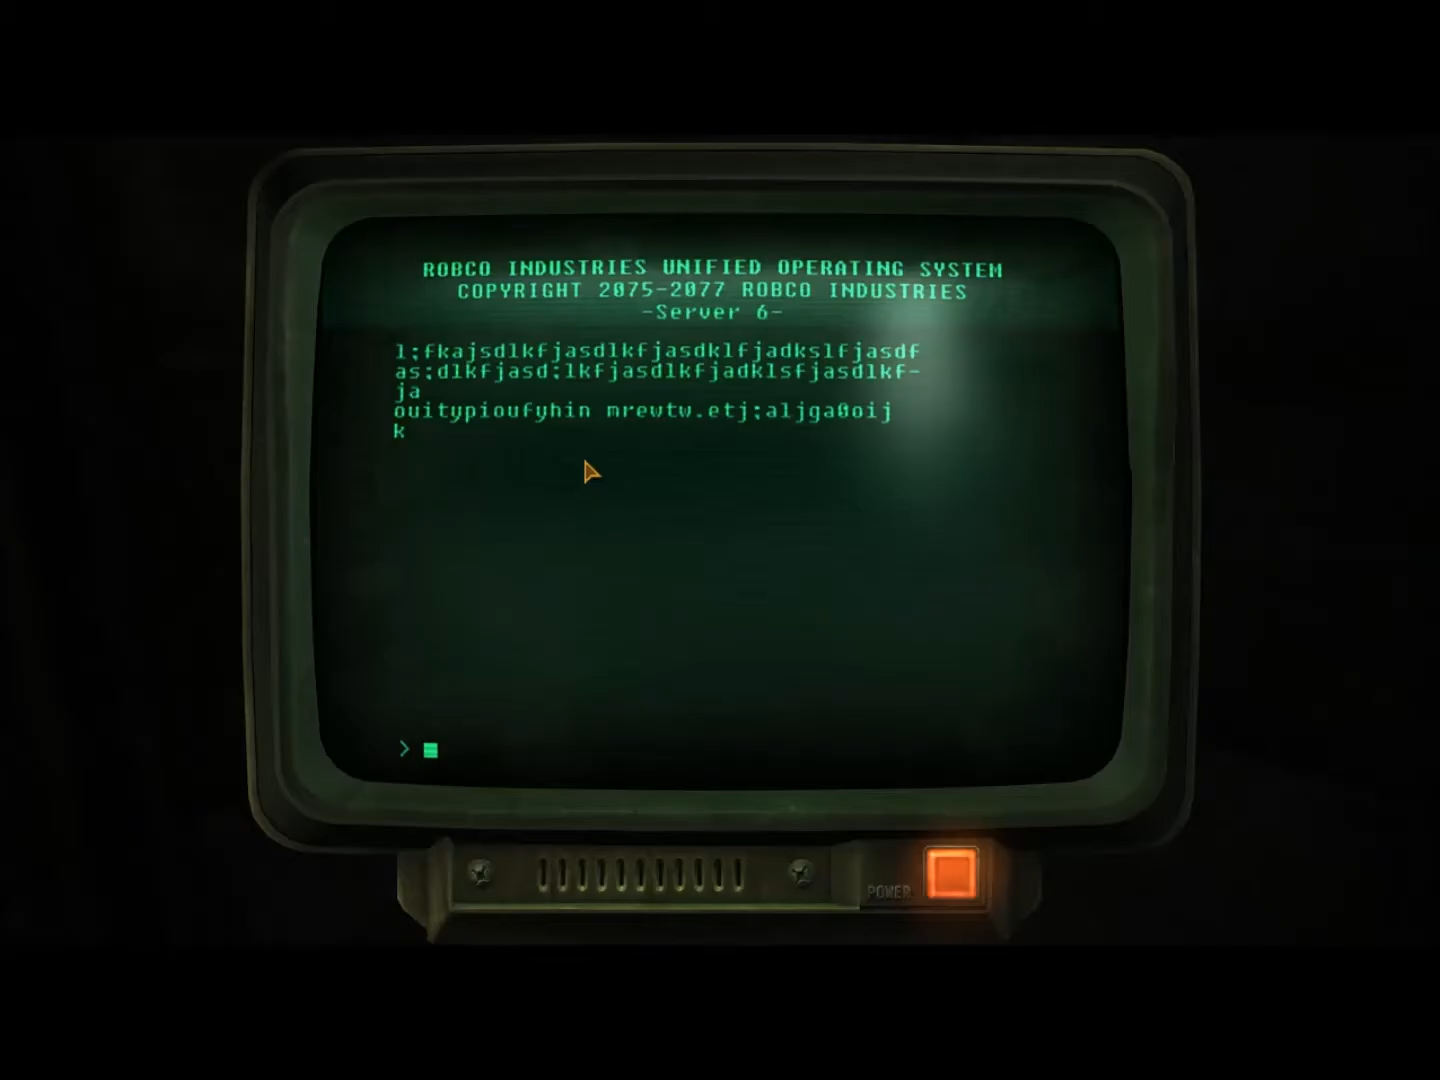 ROBCO INDUSTRIES UNIFIED OPERATING SYSTEM
COPYRIGHT 2075-2077 ROBCO INDUSTRIES
-Server 6-
l;fkajsdlkfjasdlkfjasdklfjadkslfjasdf
as;dlkfjasd;lkfjasdlkfjadklsfjasdlkf-
ja
ouitypioufyhin mrewtw.etj;aljga0oij
k
>
POWER